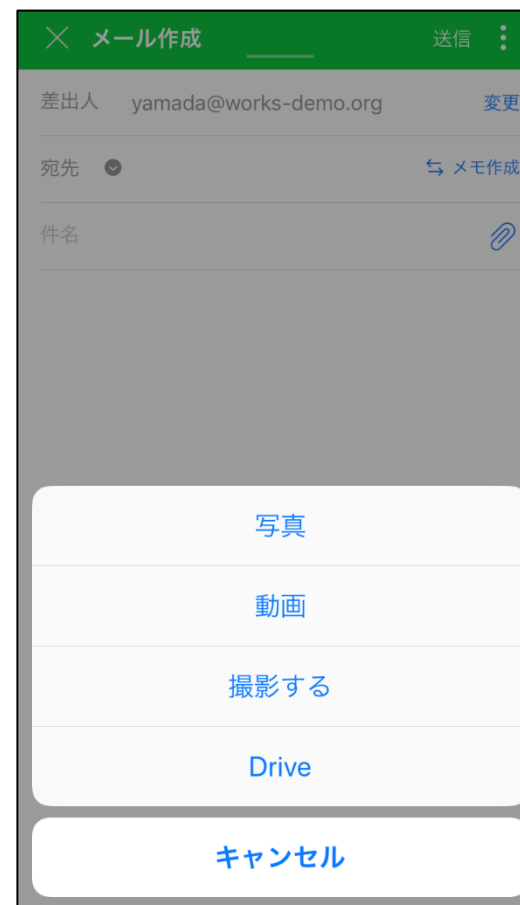 メール作成 送信
差出人 yamada@works-demo.org 変更
宛先 メモ作成
件名
写真
動画
撮影する
Drive
キャンセル